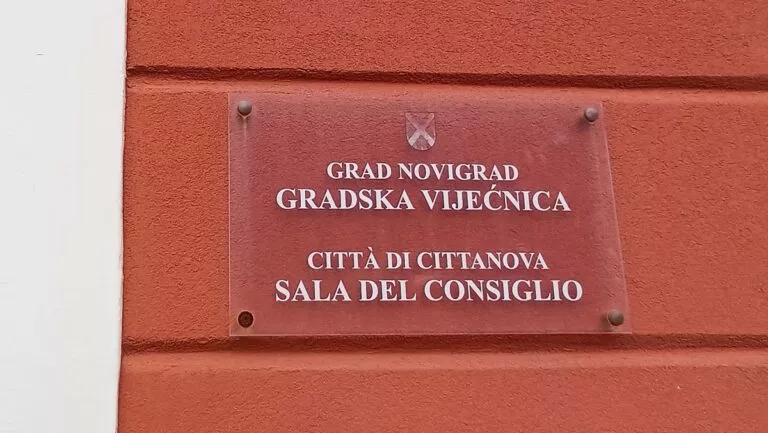 GRAD NOVIGRAD
GRADSKA VIJEĆNICA
CITTÀ DI CITTANOVA
SALA DEL CONSIGLIO